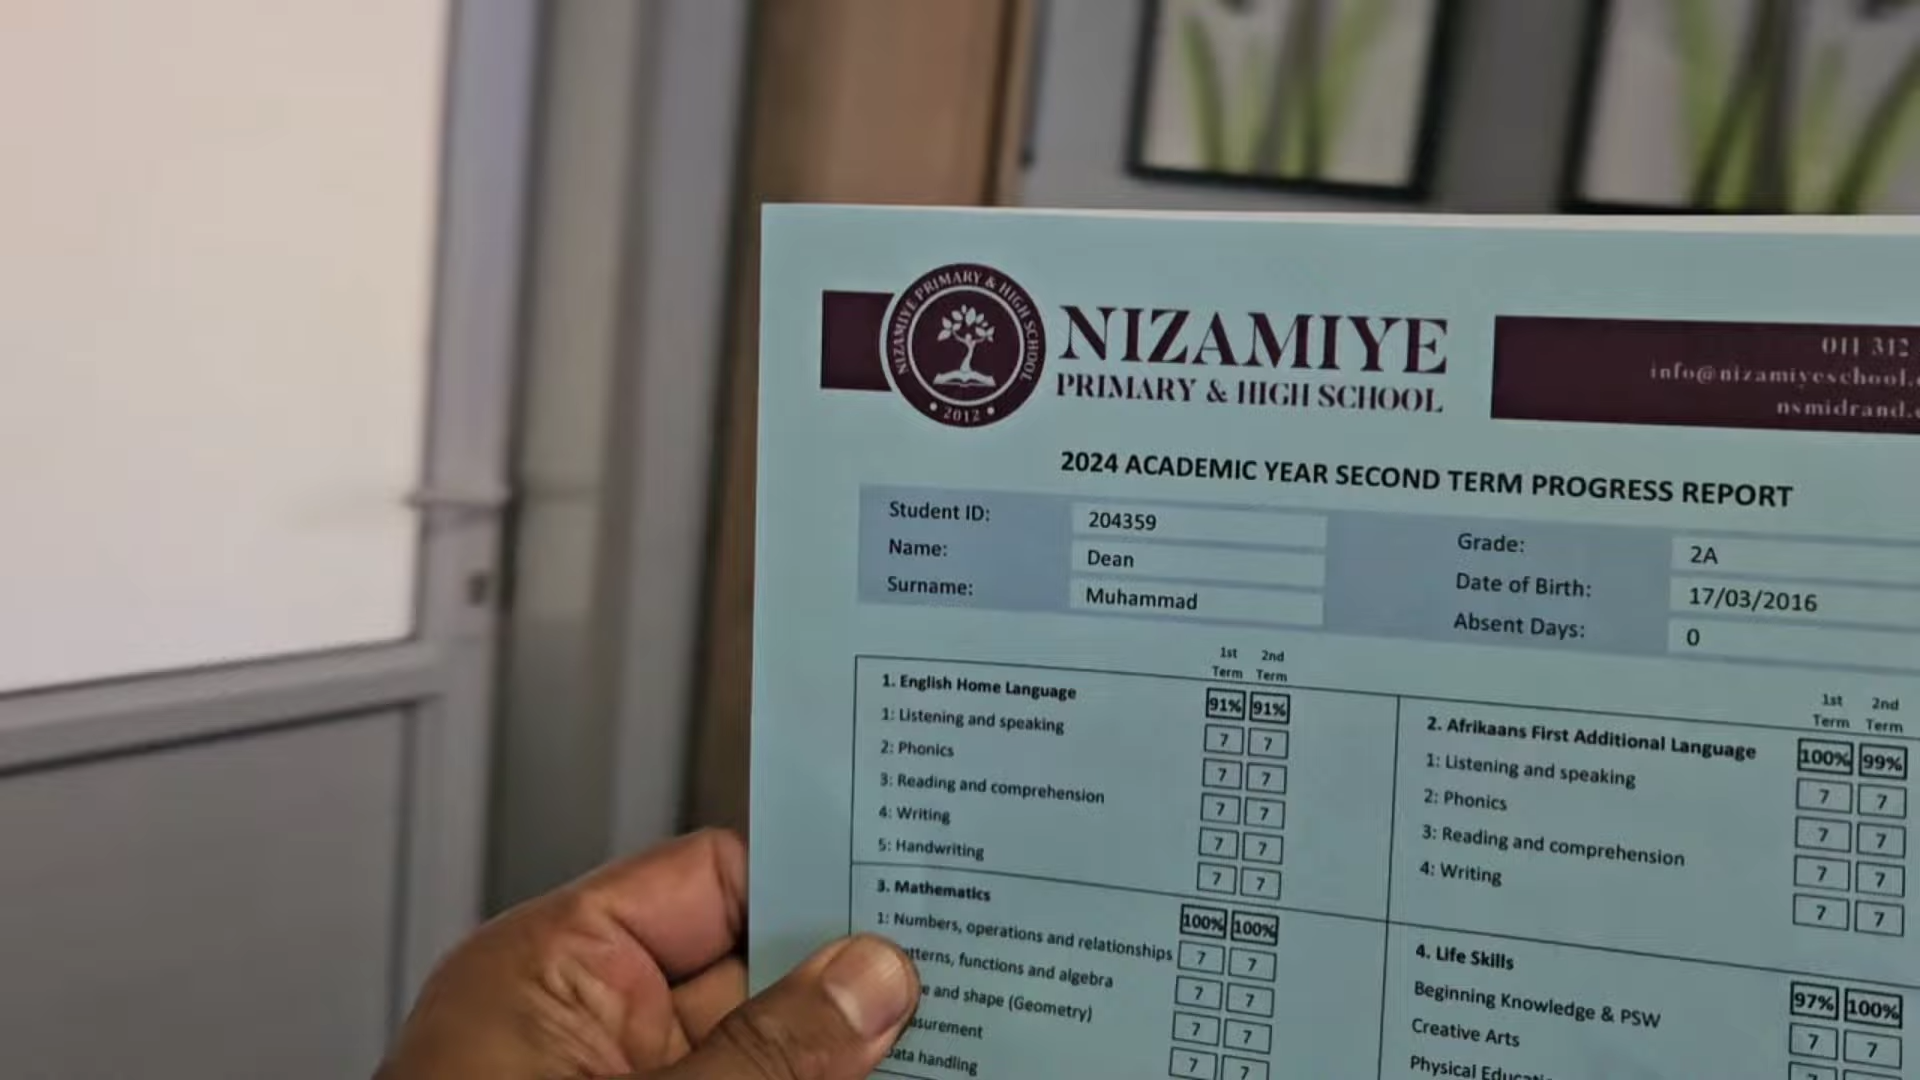 NIZAMIYE PRIMARY & HIGH SCHOOL
2012
NIZAMIYE
PRIMARY & HIGH SCHOOL
011 312
info@nizamiyeschool.
nsmidrand.
2024 ACADEMIC YEAR SECOND TERM PROGRESS REPORT
Student ID: 204359
Name: Dean
Surname: Muhammad
Grade: 2A
Date of Birth: 17/03/2016
Absent Days: 0
1st Term 2nd Term
1. English Home Language 91% 91%
1: Listening and speaking 7 7
2: Phonics 7 7
3: Reading and comprehension 7 7
4: Writing 7 7
5: Handwriting 7 7
1st Term 2nd Term
2. Afrikaans First Additional Language 100% 99%
1: Listening and speaking 7 7
2: Phonics 7 7
3: Reading and comprehension 7 7
4: Writing 7 7
3. Mathematics 100% 100%
1: Numbers, operations and relationships 7 7
tterns, functions and algebra 7 7
e and shape (Geometry) 7 7
asurement 7 7
Data handling
4. Life Skills 97% 100%
Beginning Knowledge & PSW 7 7
Creative Arts
Physical Educati